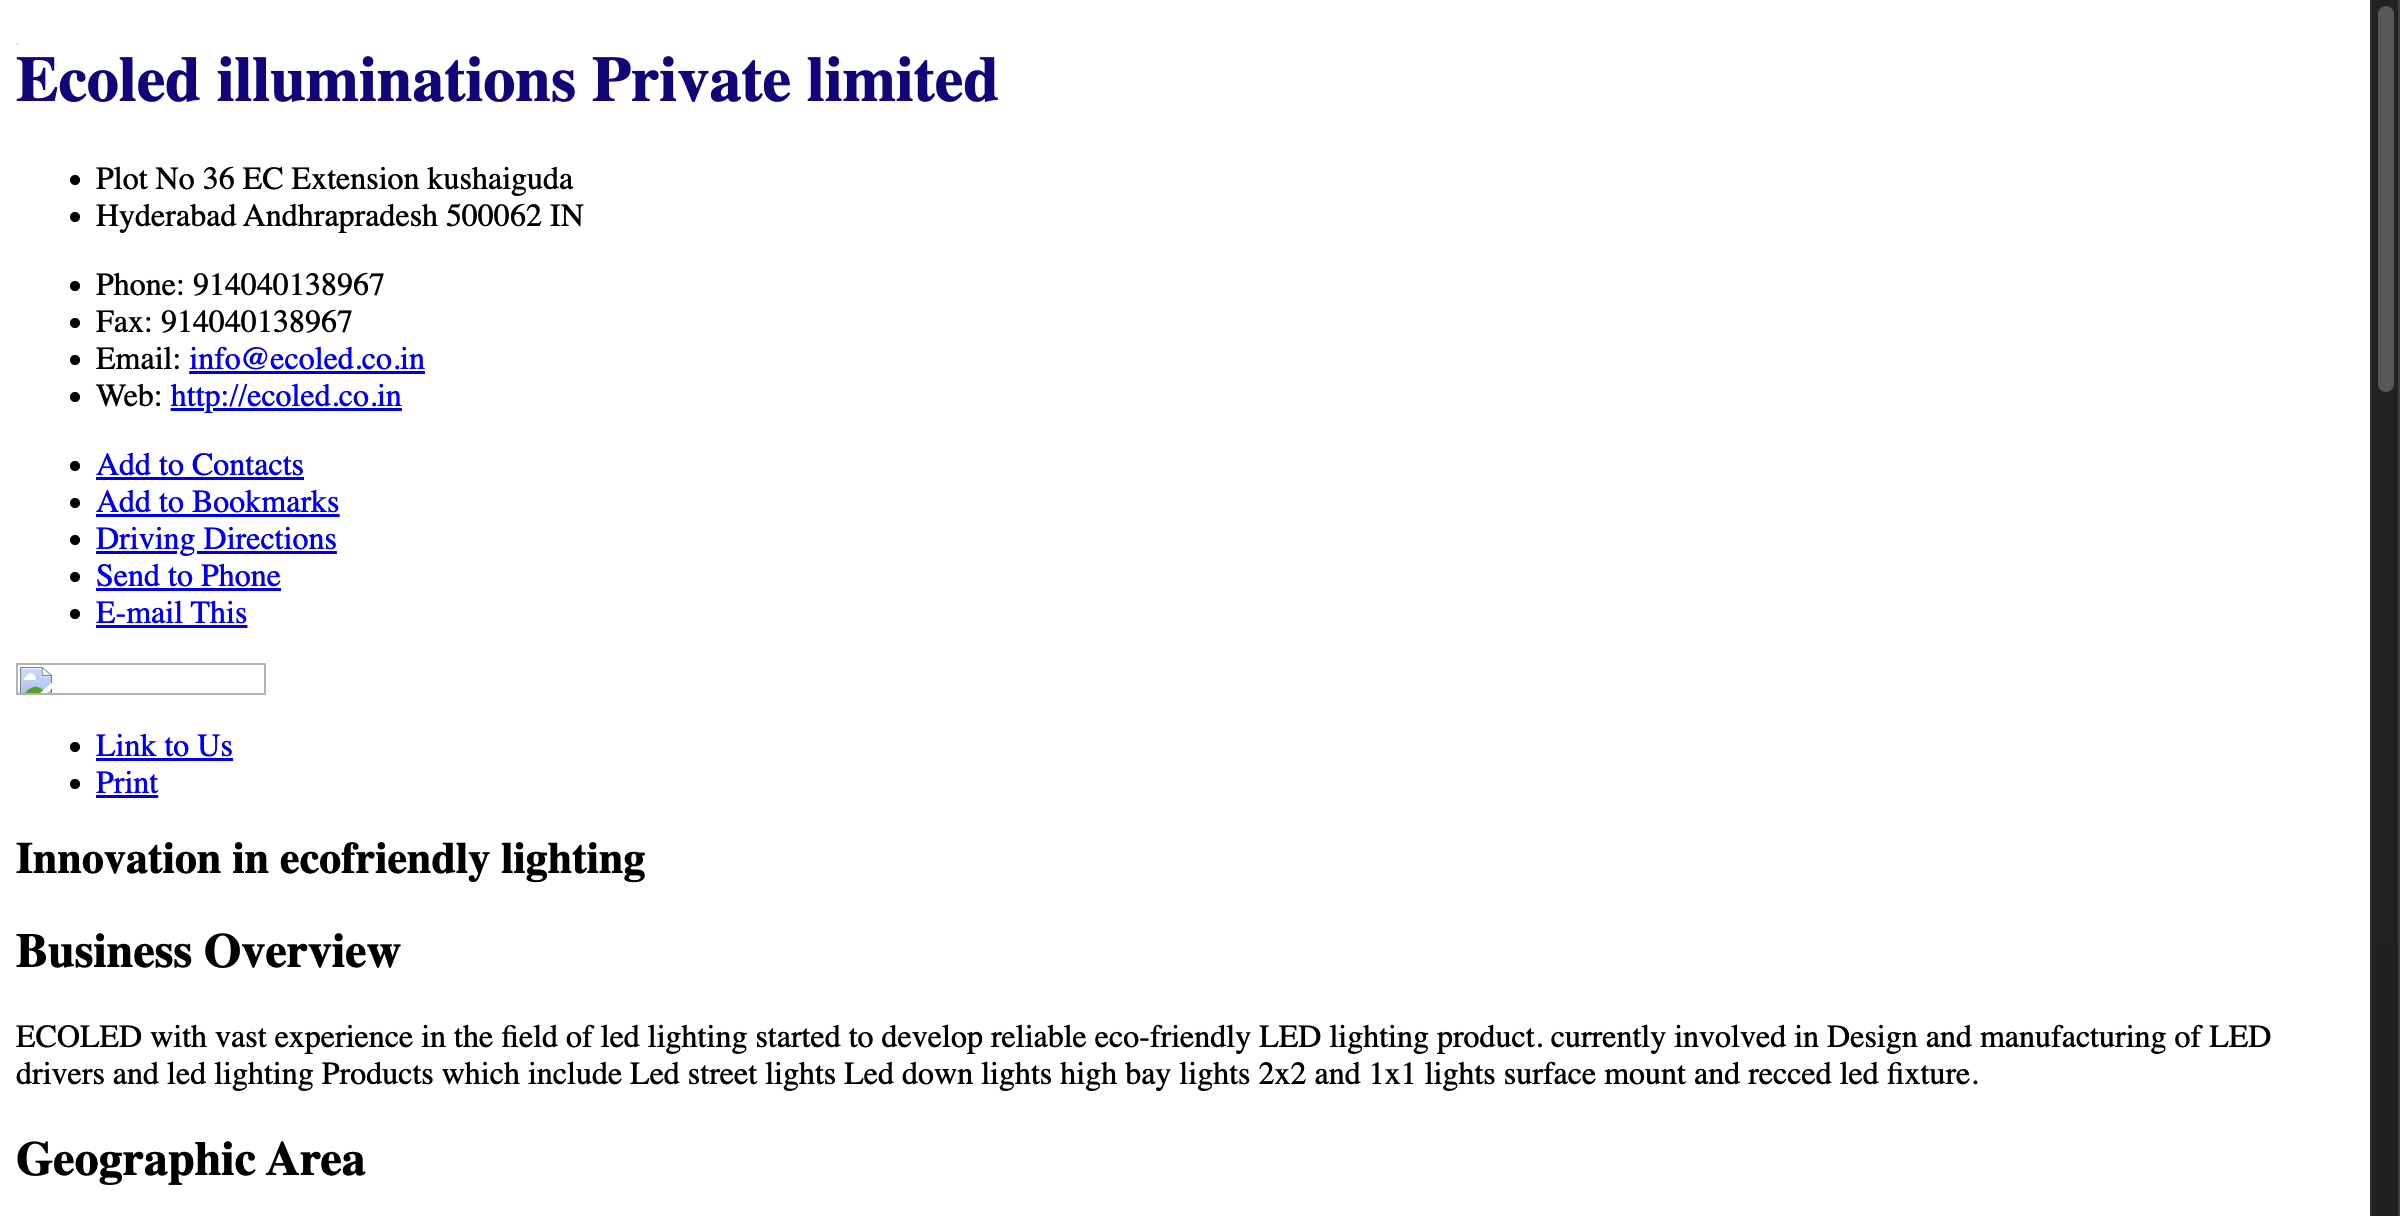 Ecoled illuminations Private limited
Plot No 36 EC Extension kushaiguda
Hyderabad Andhrapradesh 500062 IN
Phone: 914040138967
Fax: 914040138967
Email: info@ecoled.co.in
Web: http://ecoled.co.in
Add to Contacts
Add to Bookmarks
Driving Directions
Send to Phone
E-mail This
Link to Us
Print
Innovation in ecofriendly lighting
Business Overview
ECOLED with vast experience in the field of led lighting started to develop reliable eco-friendly LED lighting product. currently involved in Design and manufacturing of LED
drivers and led lighting Products which include Led street lights Led down lights high bay lights 2x2 and 1x1 lights surface mount and recced led fixture.
Geographic Area